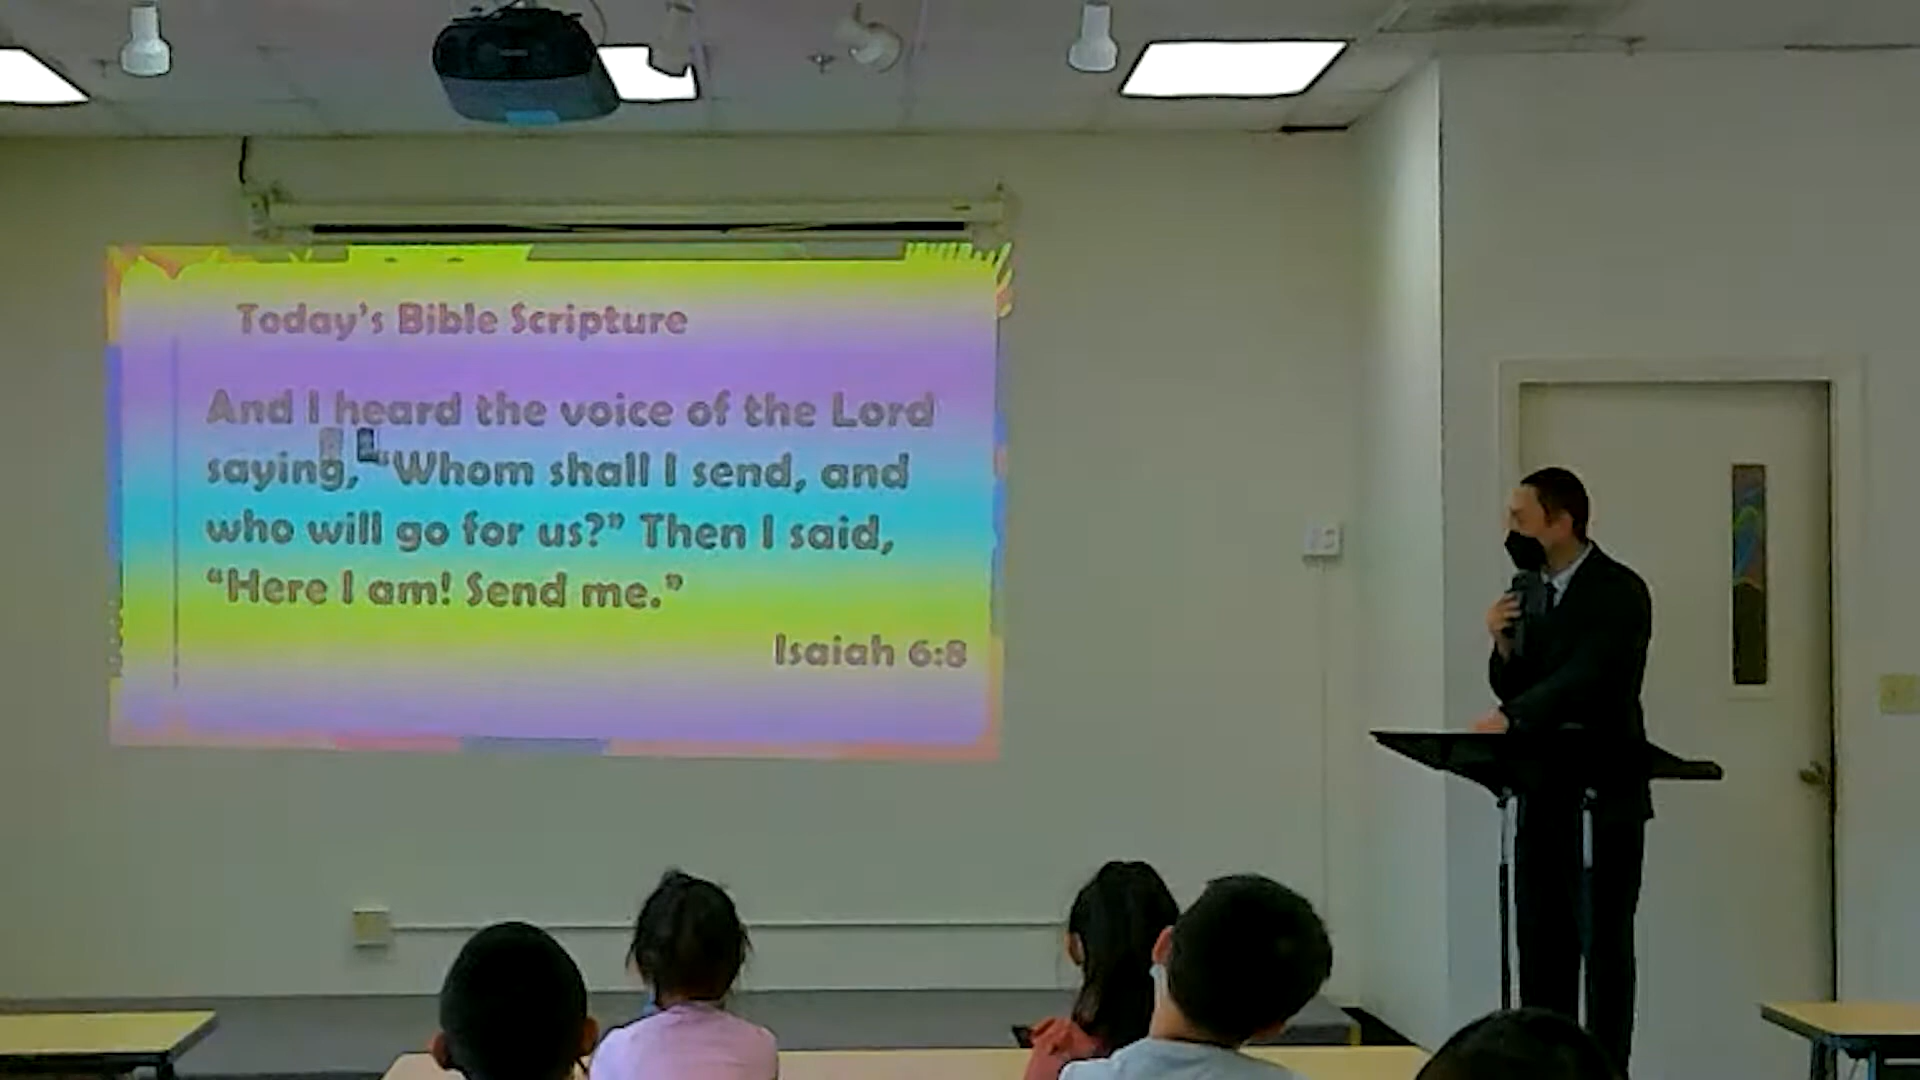 Today's Bible Scripture
And I heard the voice of the Lord
saying, "Whom shall I send, and
who will go for us?" Then I said,
"Here I am! Send me."
Isaiah 6:8